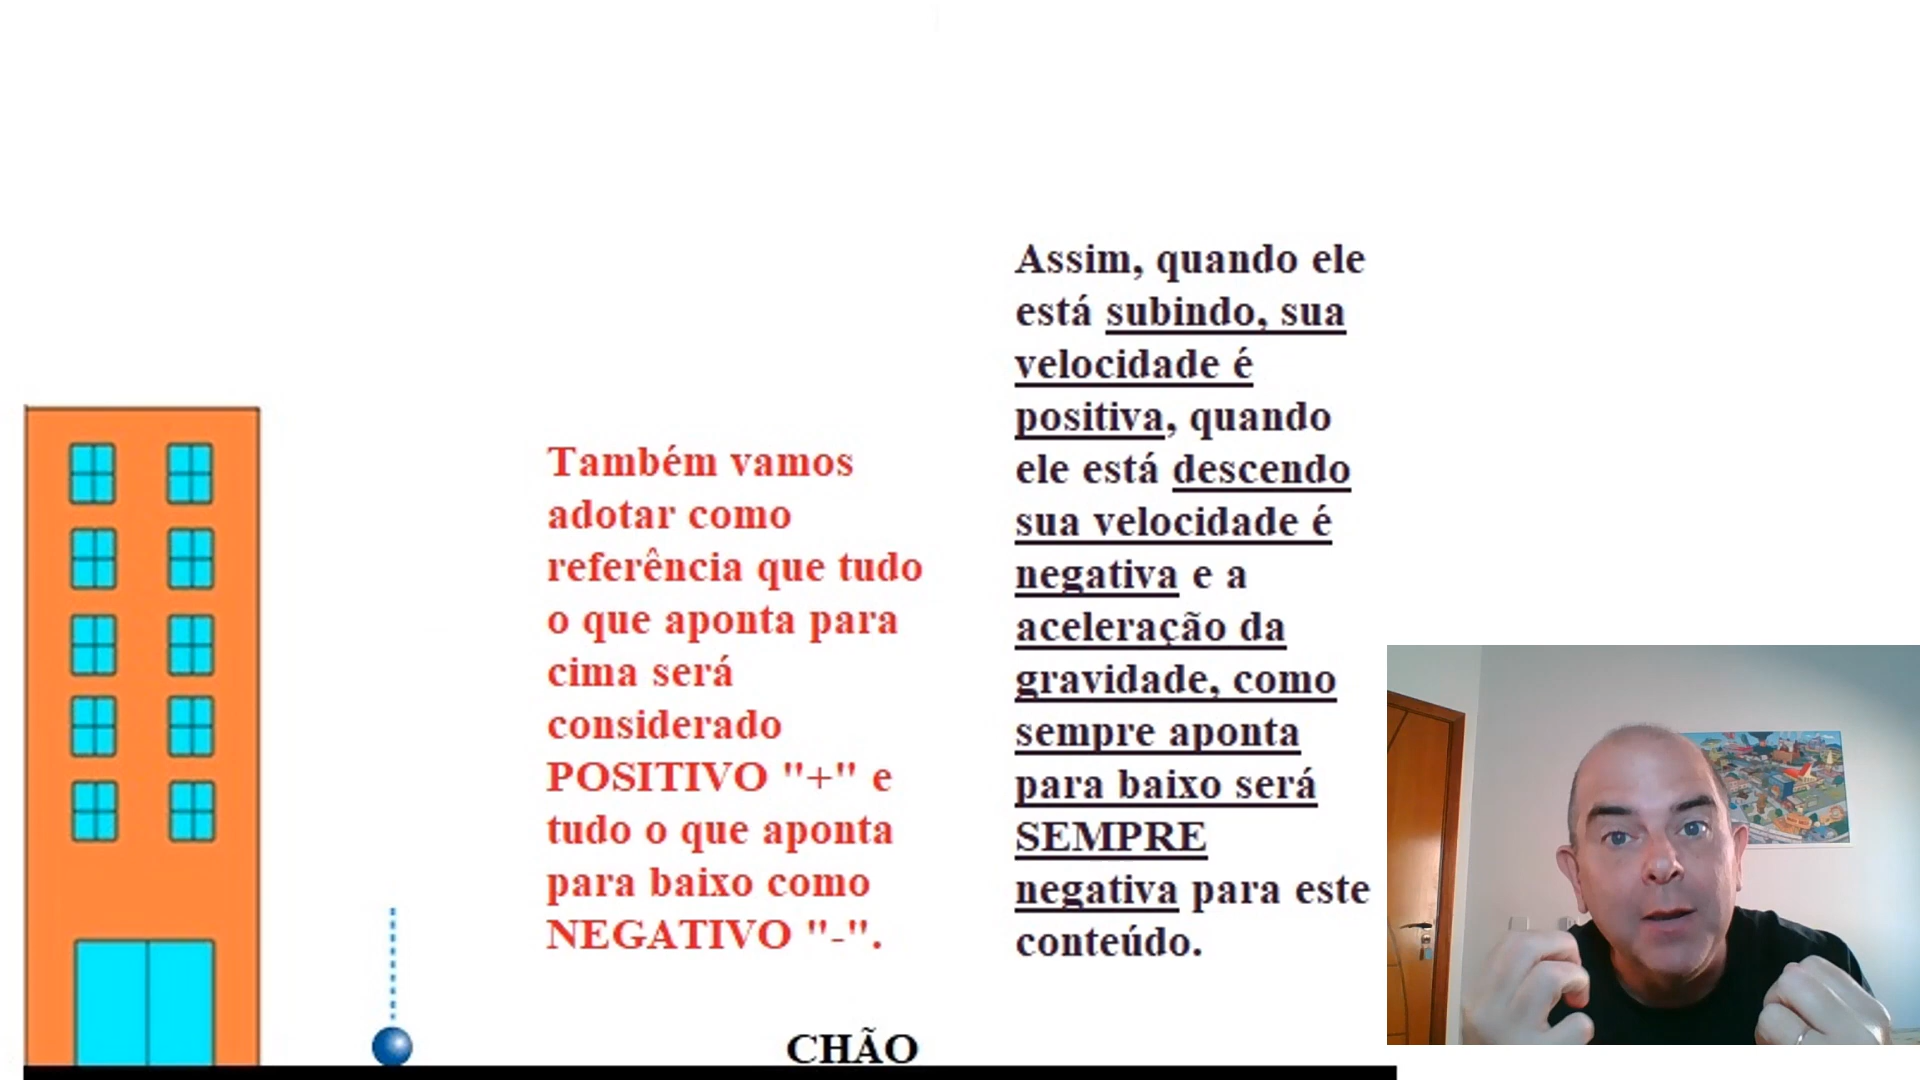 Também vamos
adotar como
referência que tudo
o que aponta para
cima será
considerado
POSITIVO "+" e
tudo o que aponta
para baixo como
NEGATIVO "-".
Assim, quando ele
está subindo, sua
velocidade é
positiva, quando
ele está descendo
sua velocidade é
negativa e a
aceleração da
gravidade, como
sempre aponta
para baixo será
SEMPRE
negativa para este
conteúdo.
CHÃO